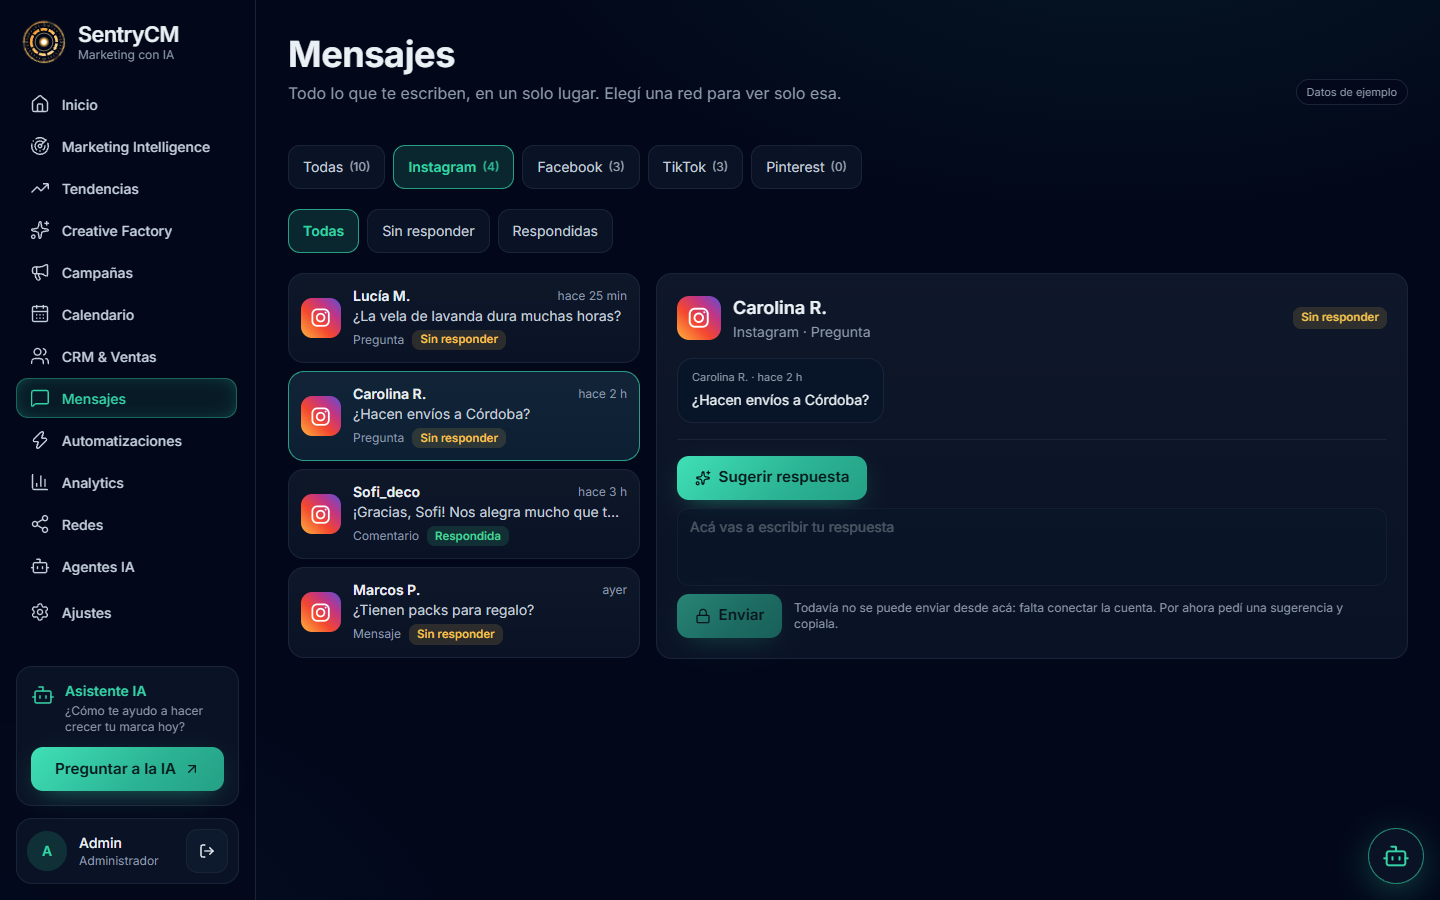 SentryCM
Marketing con IA
Inicio
Marketing Intelligence
Tendencias
Creative Factory
Campañas
Calendario
CRM & Ventas
Mensajes
Automatizaciones
Analytics
Redes
Agentes IA
Ajustes
Asistente IA
¿Cómo te ayudo a hacer
crecer tu marca hoy?
Preguntar a la IA
A
Admin
Administrador
Mensajes
Todo lo que te escriben, en un solo lugar. Elegí una red para ver solo esa.
Datos de ejemplo
Todas (10)
Instagram (4)
Facebook (3)
TikTok (3)
Pinterest (0)
Todas
Sin responder
Respondidas
Lucía M.
hace 25 min
¿La vela de lavanda dura muchas horas?
Pregunta
Sin responder
Carolina R.
hace 2 h
¿Hacen envíos a Córdoba?
Pregunta
Sin responder
Sofi_deco
hace 3 h
¡Gracias, Sofi! Nos alegra mucho que t...
Comentario
Respondida
Marcos P.
ayer
¿Tienen packs para regalo?
Mensaje
Sin responder
Carolina R.
Instagram · Pregunta
Sin responder
Carolina R. · hace 2 h
¿Hacen envíos a Córdoba?
Sugerir respuesta
Acá vas a escribir tu respuesta
Enviar
Todavía no se puede enviar desde acá: falta conectar la cuenta. Por ahora pedí una sugerencia y
copiala.